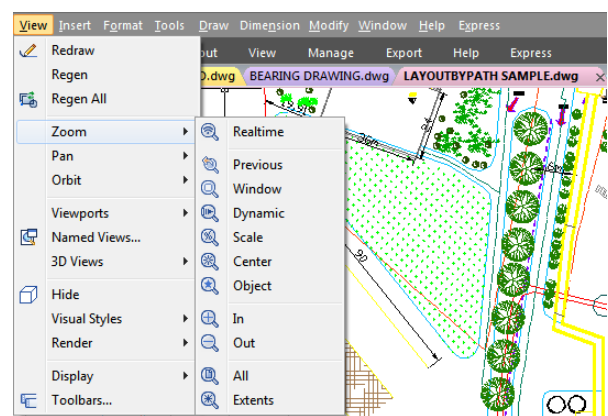 View Insert Format Tools Draw Dimension Modify Window Help Express
out View Manage Export Help Express
.dwg BEARING DRAWING.dwg LAYOUTBYPATH SAMPLE.dwg
Redraw
Regen
Regen All
Zoom
Pan
Orbit
Viewports
Named Views...
3D Views
Hide
Visual Styles
Render
Display
Toolbars...
Realtime
Previous
Window
Dynamic
Scale
Center
Object
In
Out
All
Extents
90